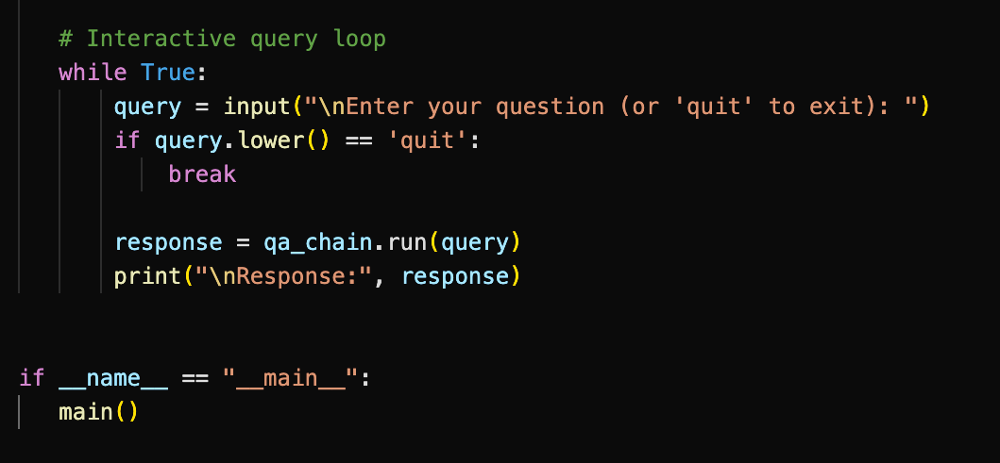 # Interactive query loop
while True:
query = input("\nEnter your question (or 'quit' to exit): ")
if query.lower() == 'quit':
break
response = qa_chain.run(query)
print("\nResponse:", response)
if __name__ == "__main__":
main()